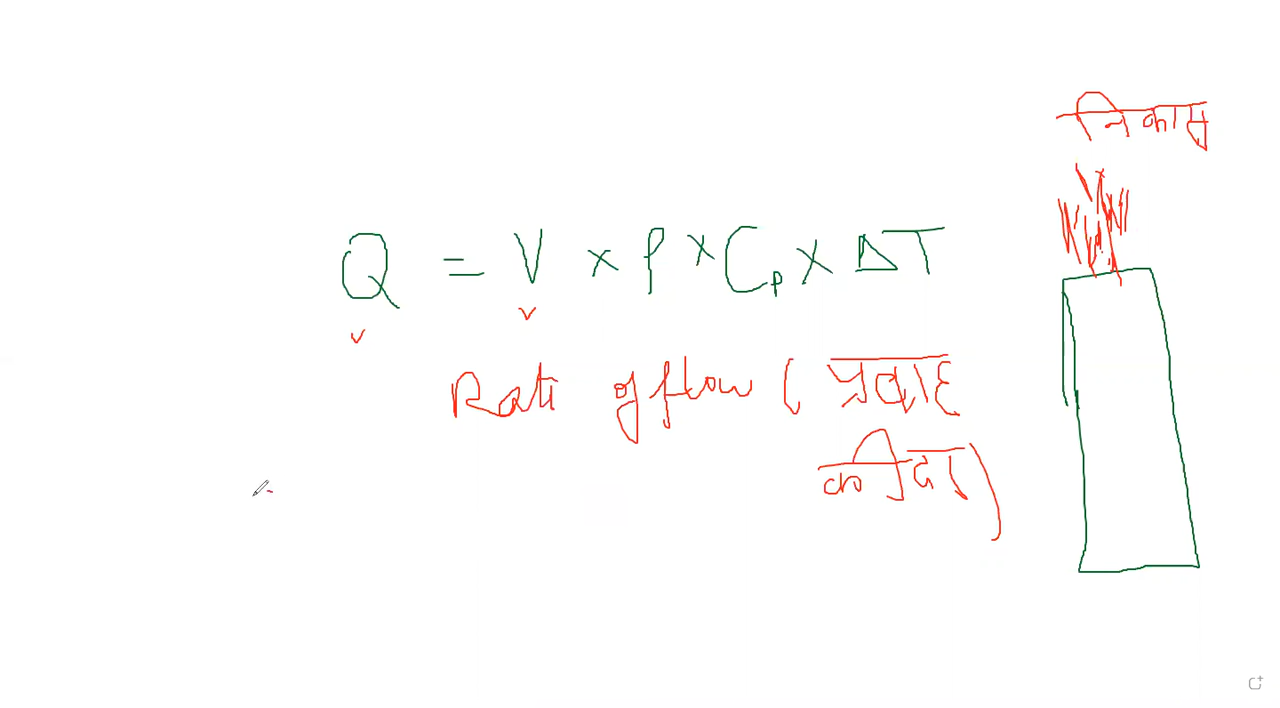 निकास
Q = V × ρ × Cp × ΔT
Rate of flow ( प्रवाह
की दर)